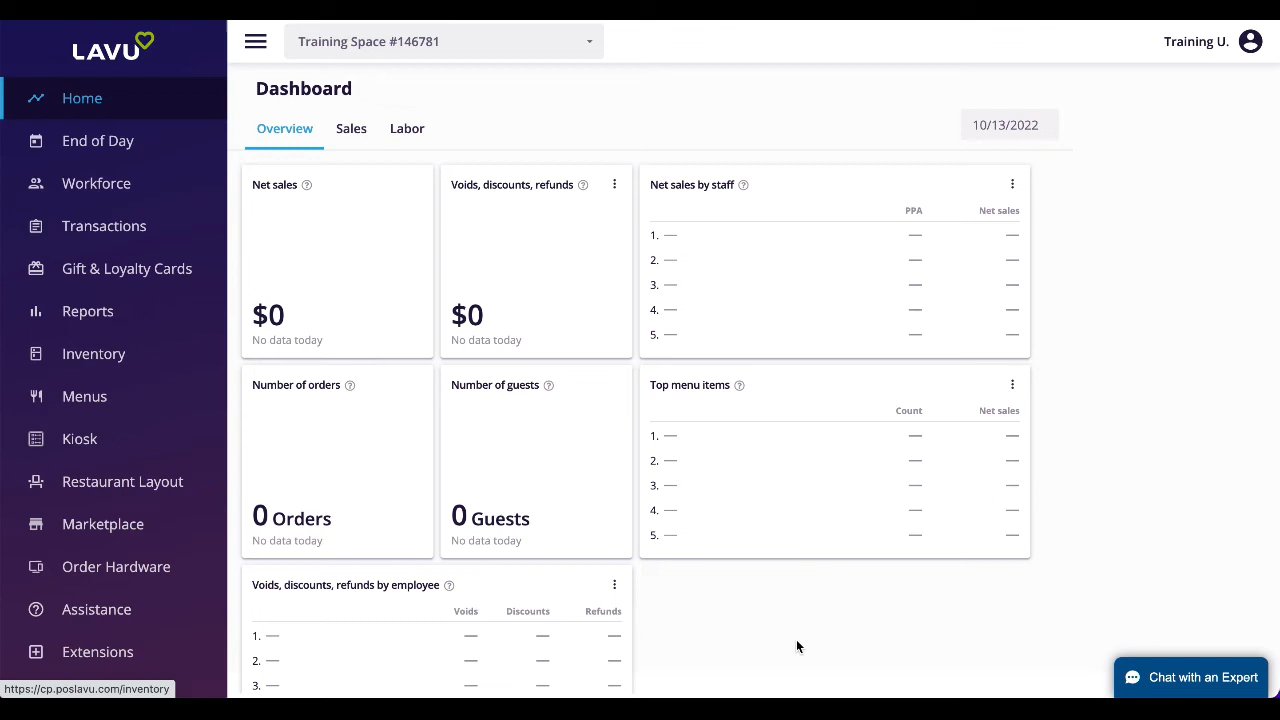 LAVU
Training Space #146781
Training U.
Home
End of Day
Workforce
Transactions
Gift & Loyalty Cards
Reports
Inventory
Menus
Kiosk
Restaurant Layout
Marketplace
Order Hardware
Assistance
Extensions
https://cp.poslavu.com/inventory
Dashboard
Overview Sales Labor
10/13/2022
Net sales ?
$0
No data today
Voids, discounts, refunds ?
$0
No data today
Net sales by staff ?
PPA Net sales
1. — — —
2. — — —
3. — — —
4. — — —
5. — — —
Number of orders ?
0 Orders
No data today
Number of guests ?
0 Guests
No data today
Top menu items ?
Count Net sales
1. — — —
2. — — —
3. — — —
4. — — —
5. — — —
Voids, discounts, refunds by employee ?
Voids Discounts Refunds
1. — — — —
2. — — — —
3. — — — —
Chat with an Expert